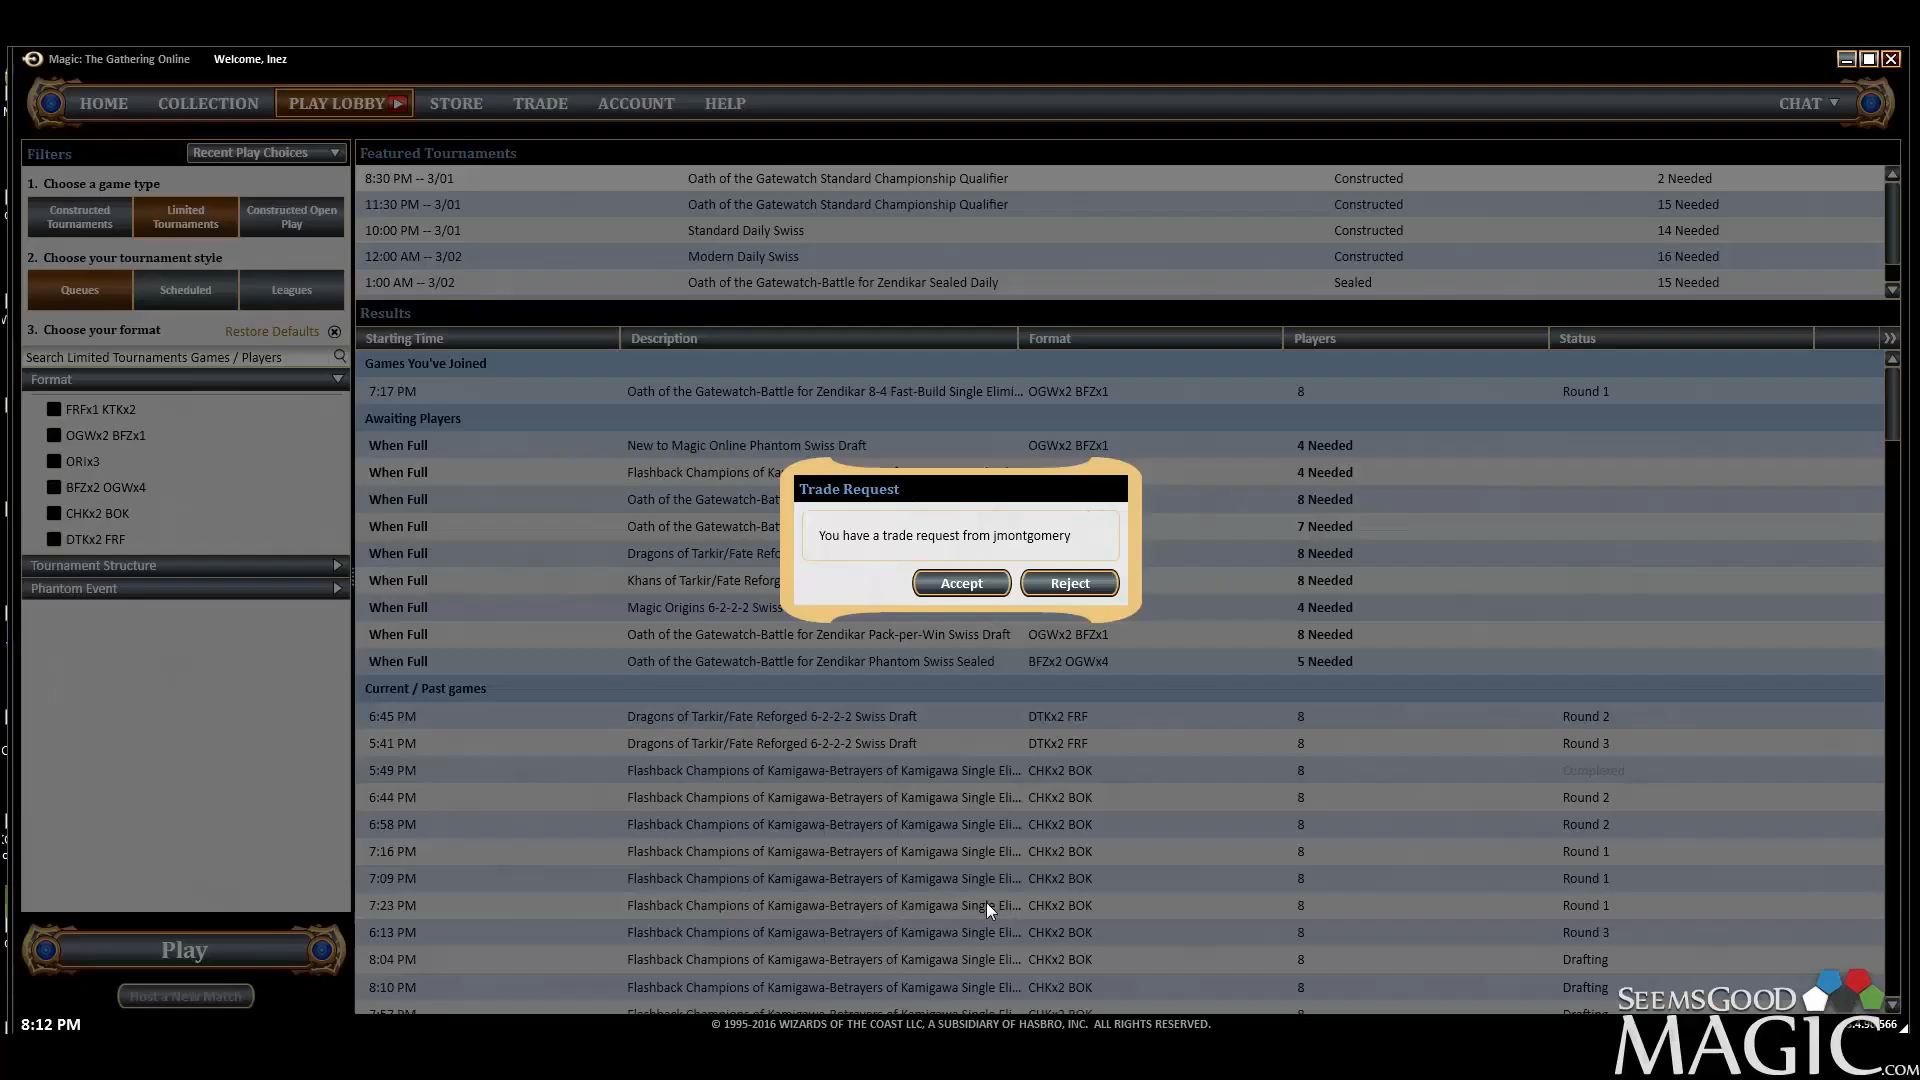 Magic: The Gathering Online Welcome, Inez
HOME COLLECTION PLAY LOBBY STORE TRADE ACCOUNT HELP CHAT
Filters Recent Play Choices
1. Choose a game type
Constructed Tournaments Limited Tournaments Constructed Open Play
2. Choose your tournament style
Queues Scheduled Leagues
3. Choose your format Restore Defaults
Search Limited Tournaments Games / Players
Format
FRFx1 KTKx2
OGWx2 BFZx1
ORIx3
BFZx2 OGWx4
CHKx2 BOK
DTKx2 FRF
Tournament Structure
Phantom Event
Play
Host a New Match
8:12 PM
Featured Tournaments
8:30 PM -- 3/01 Oath of the Gatewatch Standard Championship Qualifier Constructed 2 Needed
11:30 PM -- 3/01 Oath of the Gatewatch Standard Championship Qualifier Constructed 15 Needed
10:00 PM -- 3/01 Standard Daily Swiss Constructed 14 Needed
12:00 AM -- 3/02 Modern Daily Swiss Constructed 16 Needed
1:00 AM -- 3/02 Oath of the Gatewatch-Battle for Zendikar Sealed Daily Sealed 15 Needed
Results
Starting Time Description Format Players Status
Games You've Joined
7:17 PM Oath of the Gatewatch-Battle for Zendikar 8-4 Fast-Build Single Elimi... OGWx2 BFZx1 8 Round 1
Awaiting Players
When Full New to Magic Online Phantom Swiss Draft OGWx2 BFZx1 4 Needed
When Full Flashback Champions of Ka 4 Needed
When Full Oath of the Gatewatch-Bat 8 Needed
When Full Oath of the Gatewatch-Bat 7 Needed
When Full Dragons of Tarkir/Fate Refo 8 Needed
When Full Khans of Tarkir/Fate Reforg 8 Needed
When Full Magic Origins 6-2-2-2 Swiss 4 Needed
When Full Oath of the Gatewatch-Battle for Zendikar Pack-per-Win Swiss Draft OGWx2 BFZx1 8 Needed
When Full Oath of the Gatewatch-Battle for Zendikar Phantom Swiss Sealed BFZx2 OGWx4 5 Needed
Current / Past games
6:45 PM Dragons of Tarkir/Fate Reforged 6-2-2-2 Swiss Draft DTKx2 FRF 8 Round 2
5:41 PM Dragons of Tarkir/Fate Reforged 6-2-2-2 Swiss Draft DTKx2 FRF 8 Round 3
5:49 PM Flashback Champions of Kamigawa-Betrayers of Kamigawa Single Eli... CHKx2 BOK 8 Completed
6:44 PM Flashback Champions of Kamigawa-Betrayers of Kamigawa Single Eli... CHKx2 BOK 8 Round 2
6:58 PM Flashback Champions of Kamigawa-Betrayers of Kamigawa Single Eli... CHKx2 BOK 8 Round 2
7:16 PM Flashback Champions of Kamigawa-Betrayers of Kamigawa Single Eli... CHKx2 BOK 8 Round 1
7:09 PM Flashback Champions of Kamigawa-Betrayers of Kamigawa Single Eli... CHKx2 BOK 8 Round 1
7:23 PM Flashback Champions of Kamigawa-Betrayers of Kamigawa Single Eli... CHKx2 BOK 8 Round 1
6:13 PM Flashback Champions of Kamigawa-Betrayers of Kamigawa Single Eli... CHKx2 BOK 8 Round 3
8:04 PM Flashback Champions of Kamigawa-Betrayers of Kamigawa Single Eli... CHKx2 BOK 8 Drafting
8:10 PM Flashback Champions of Kamigawa-Betrayers of Kamigawa Single Eli... CHKx2 BOK 8 Drafting
Trade Request
You have a trade request from jmontgomery
Accept Reject
© 1995-2016 WIZARDS OF THE COAST LLC, A SUBSIDIARY OF HASBRO, INC. ALL RIGHTS RESERVED.
SEEMSGOOD
MAGIC.COM